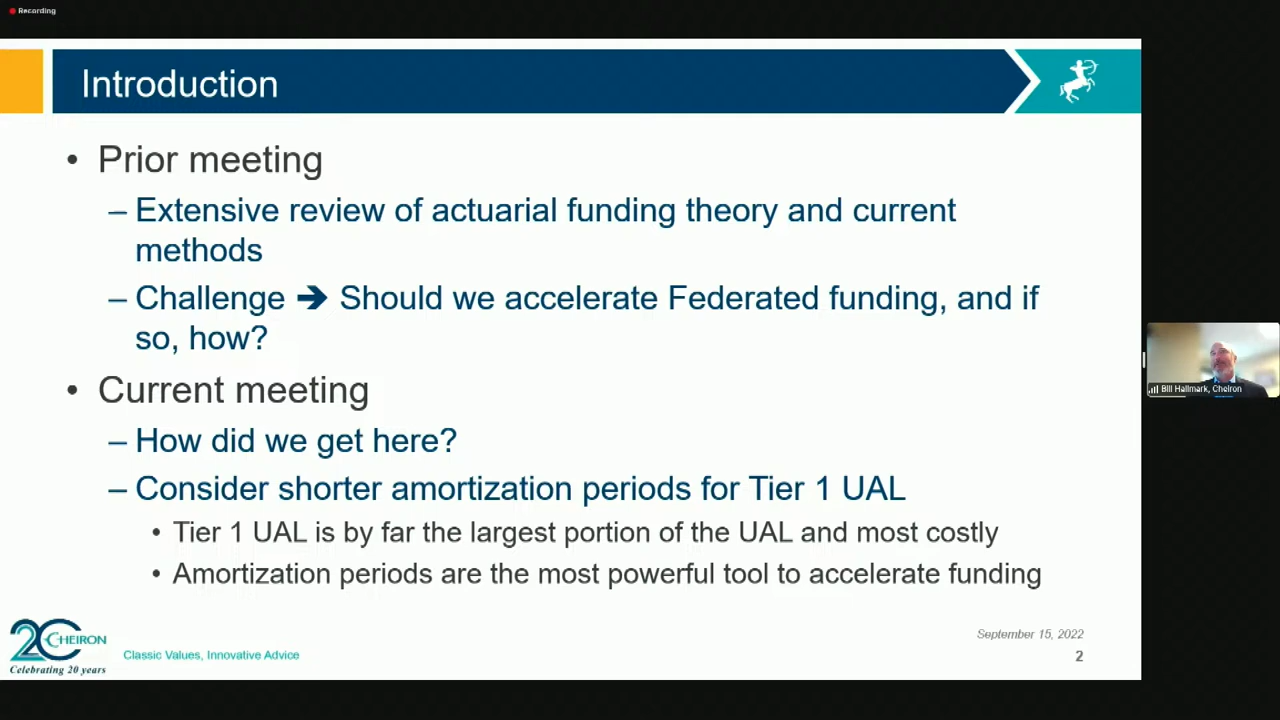 Recording
Introduction
• Prior meeting
– Extensive review of actuarial funding theory and current
methods
– Challenge ➔ Should we accelerate Federated funding, and if
so, how?
• Current meeting
– How did we get here?
– Consider shorter amortization periods for Tier 1 UAL
• Tier 1 UAL is by far the largest portion of the UAL and most costly
• Amortization periods are the most powerful tool to accelerate funding
Bill Hallmark, Cheiron
20 CHEIRON
Celebrating 20 years
Classic Values, Innovative Advice
September 15, 2022
2